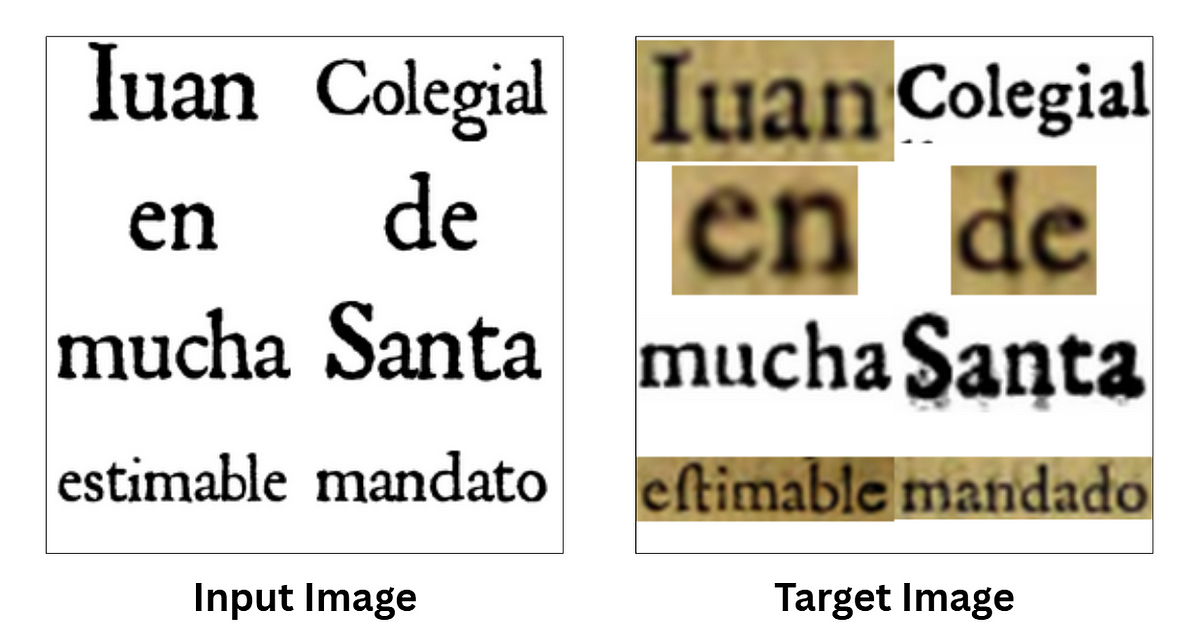 Iuan Colegial
en de
mucha Santa
estimable mandato
Input Image
Iuan Colegial
en de
mucha Santa
eſtimable mandado
Target Image